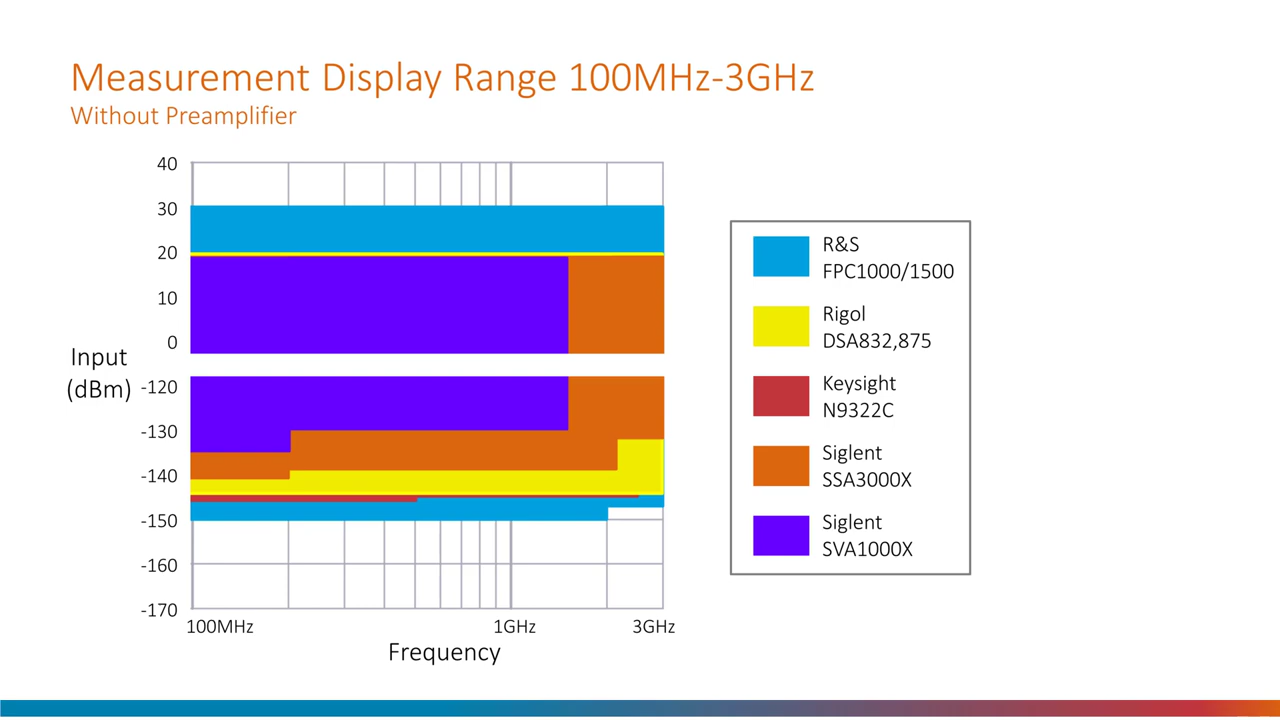 Measurement Display Range 100MHz-3GHz
Without Preamplifier
40
30
20
10
0
-120
-130
-140
-150
-160
-170
Input
(dBm)
100MHz
1GHz
3GHz
Frequency
R&S
FPC1000/1500
Rigol
DSA832,875
Keysight
N9322C
Siglent
SSA3000X
Siglent
SVA1000X